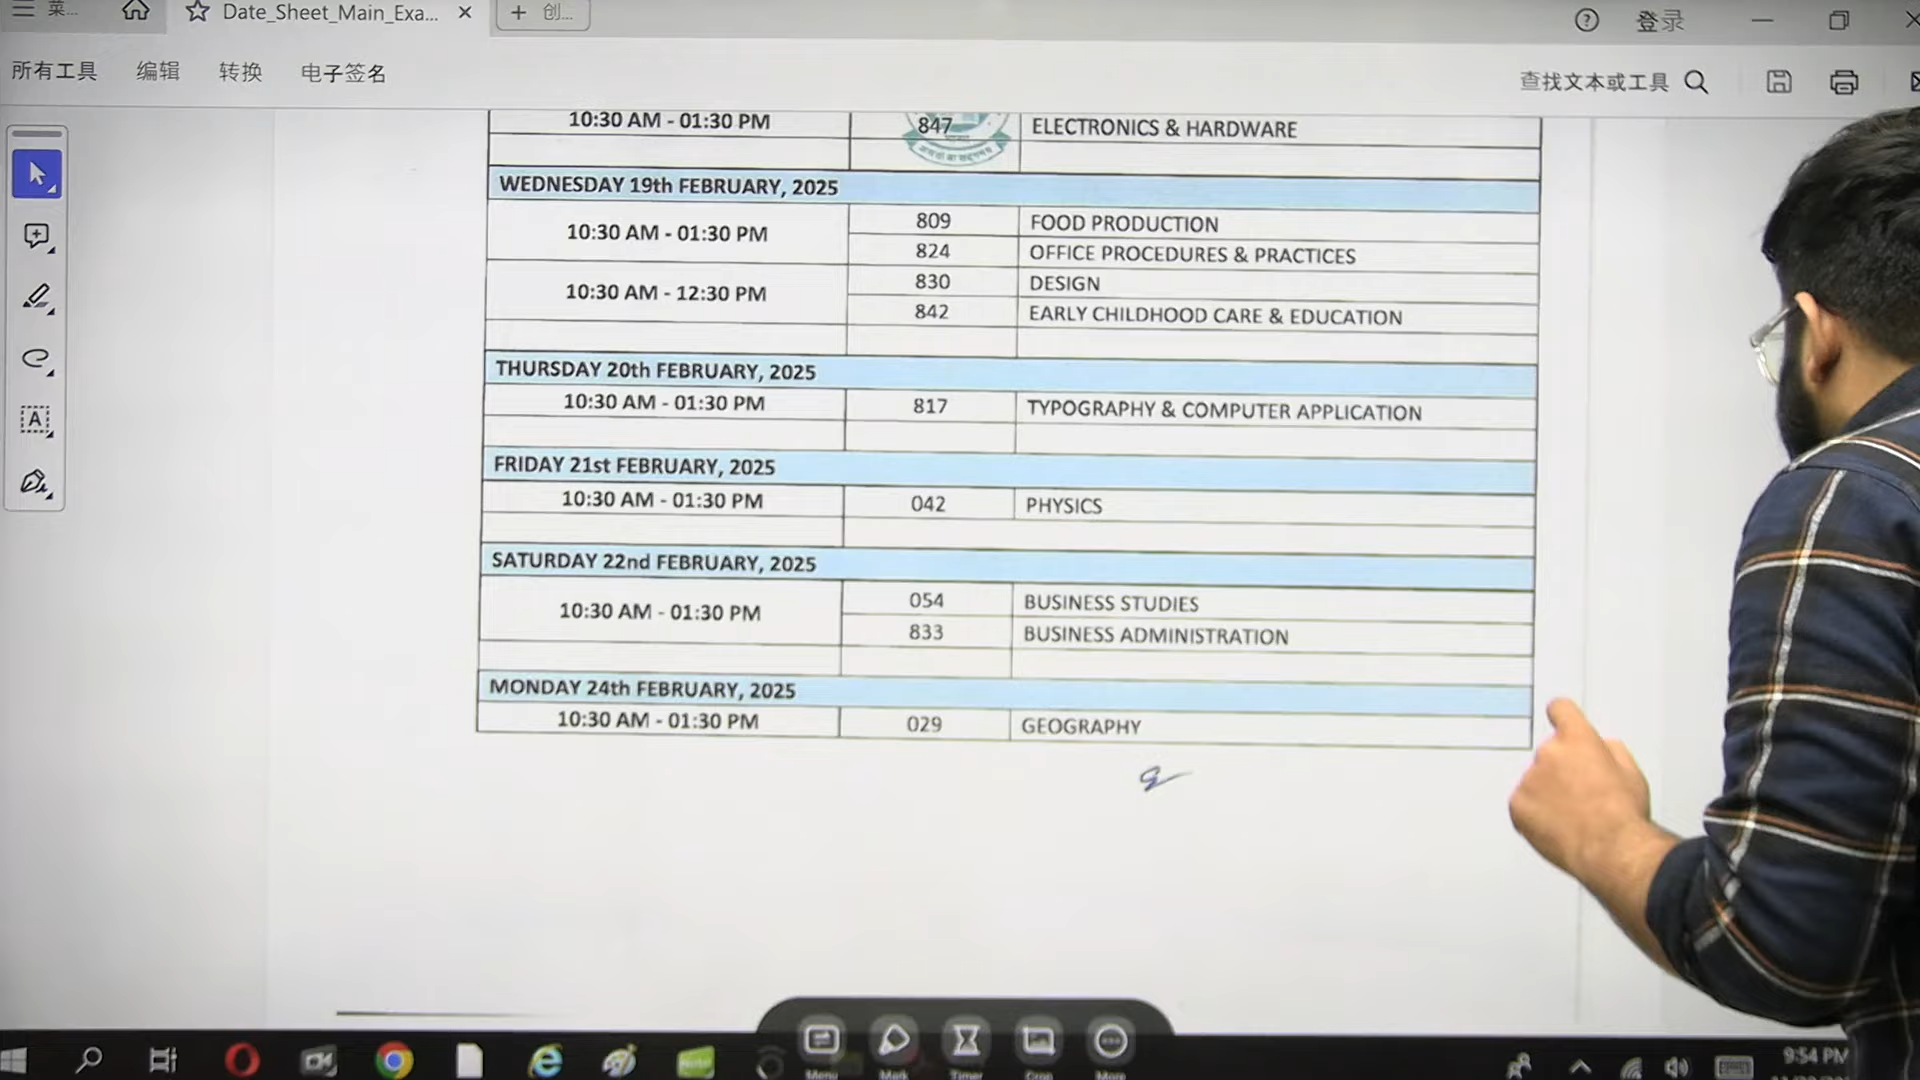 菜...
Date_Sheet_Main_Exa...
创...
登录
所有工具 编辑 转换 电子签名
查找文本或工具
10:30 AM - 01:30 PM 847 ELECTRONICS & HARDWARE
WEDNESDAY 19th FEBRUARY, 2025
10:30 AM - 01:30 PM 809 FOOD PRODUCTION
824 OFFICE PROCEDURES & PRACTICES
10:30 AM - 12:30 PM 830 DESIGN
842 EARLY CHILDHOOD CARE & EDUCATION
THURSDAY 20th FEBRUARY, 2025
10:30 AM - 01:30 PM 817 TYPOGRAPHY & COMPUTER APPLICATION
FRIDAY 21st FEBRUARY, 2025
10:30 AM - 01:30 PM 042 PHYSICS
SATURDAY 22nd FEBRUARY, 2025
10:30 AM - 01:30 PM 054 BUSINESS STUDIES
833 BUSINESS ADMINISTRATION
MONDAY 24th FEBRUARY, 2025
10:30 AM - 01:30 PM 029 GEOGRAPHY
Menu Mark Timer Crop More
9:54 PM